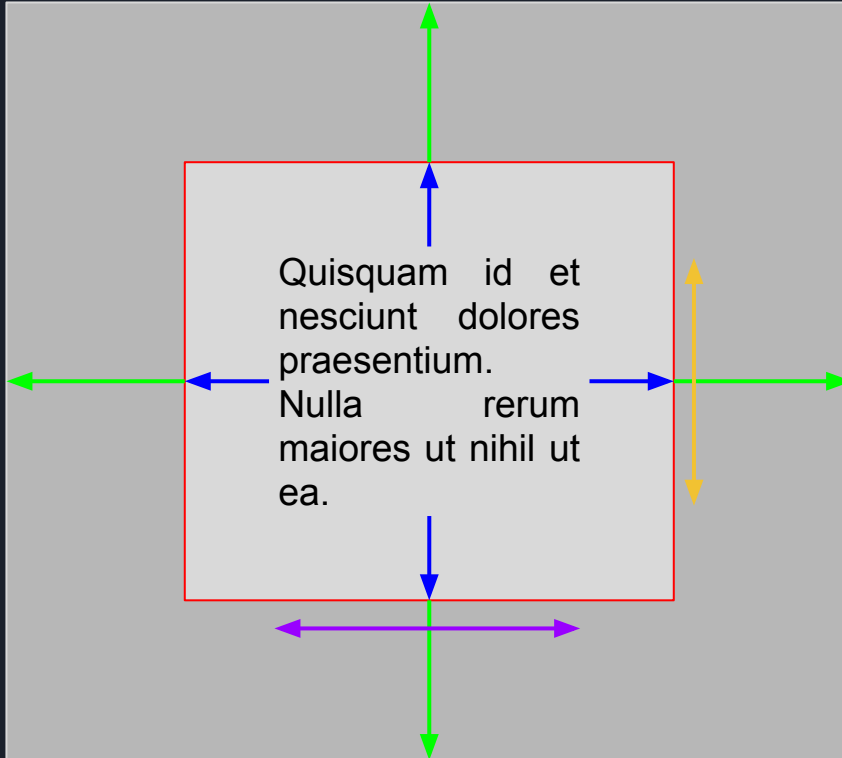 Quisquam id et
nesciunt dolores
praesentium.
Nulla rerum
maiores ut nihil ut
ea.